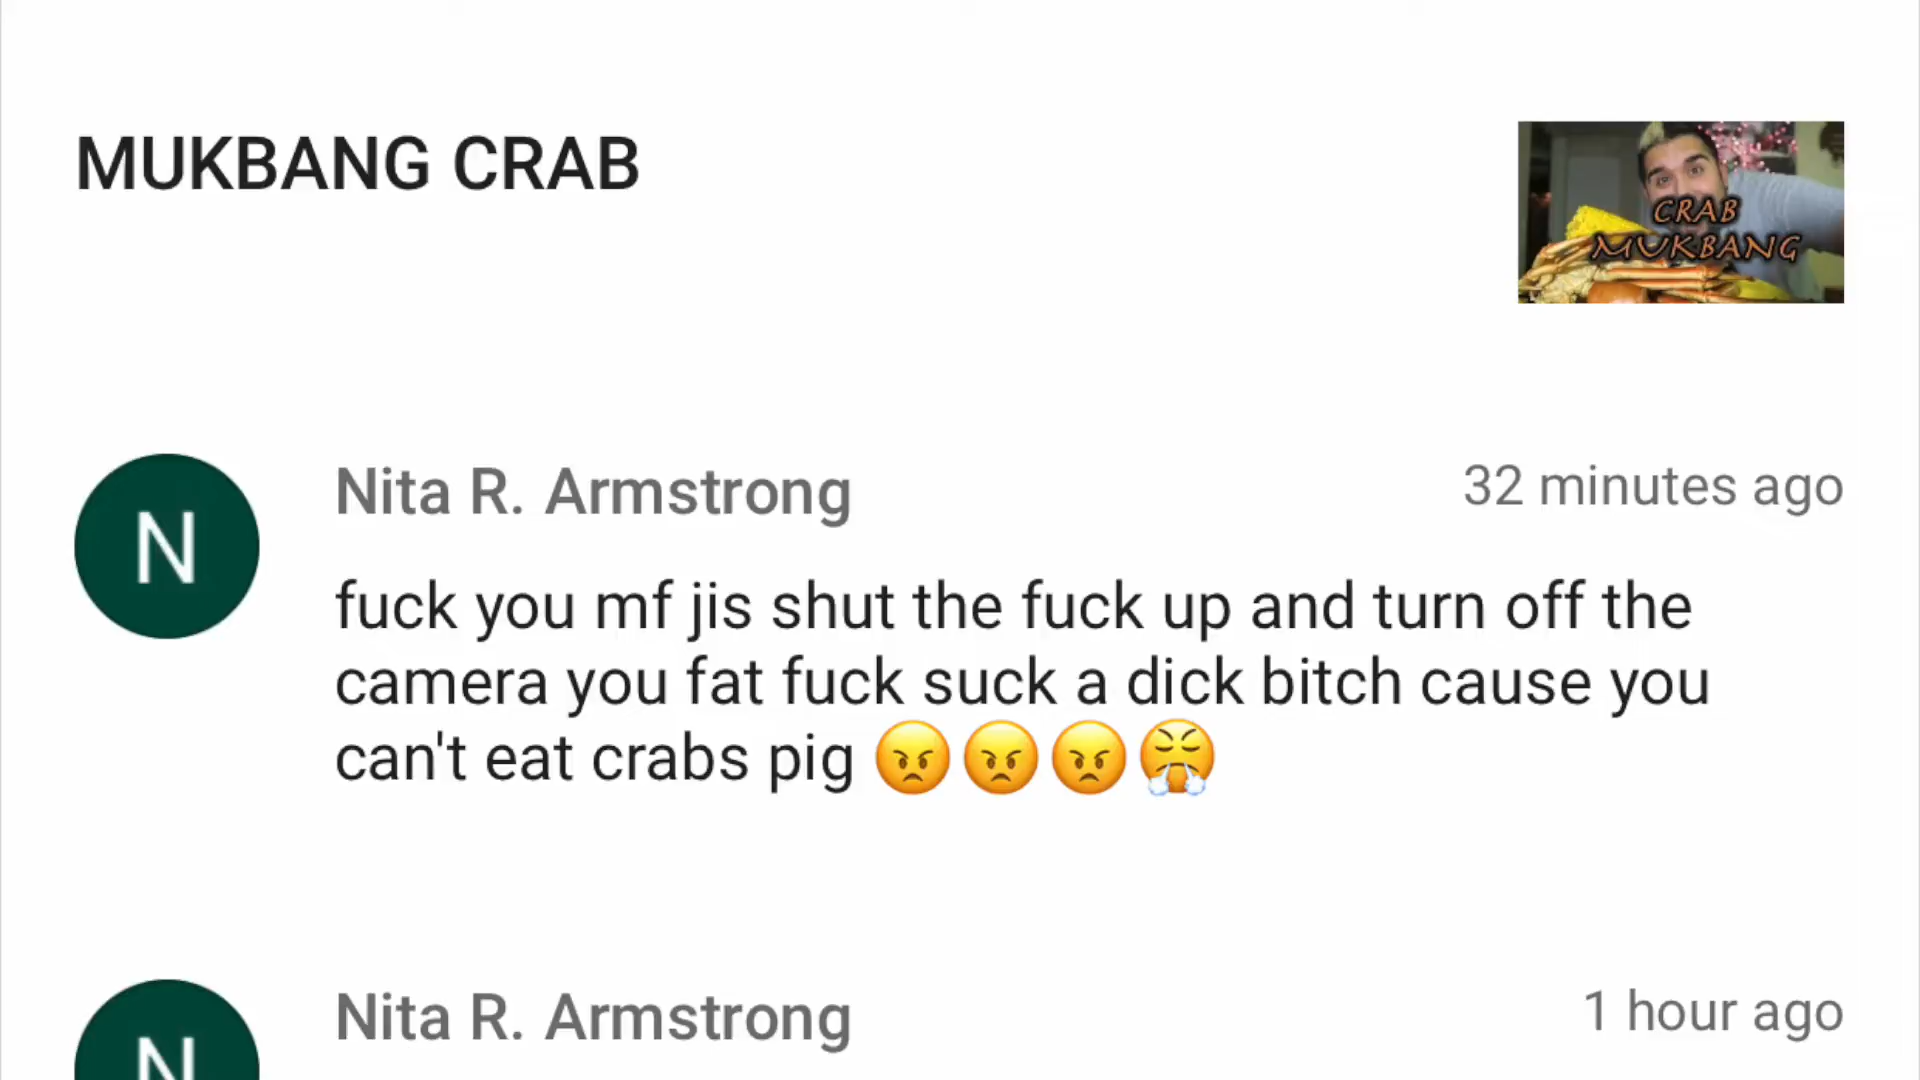 MUKBANG CRAB
CRAB
MUKBANG
N
Nita R. Armstrong
32 minutes ago
fuck you mf jis shut the fuck up and turn off the
camera you fat fuck suck a dick bitch cause you
can't eat crabs pig 😠😠😠😤
N
Nita R. Armstrong
1 hour ago